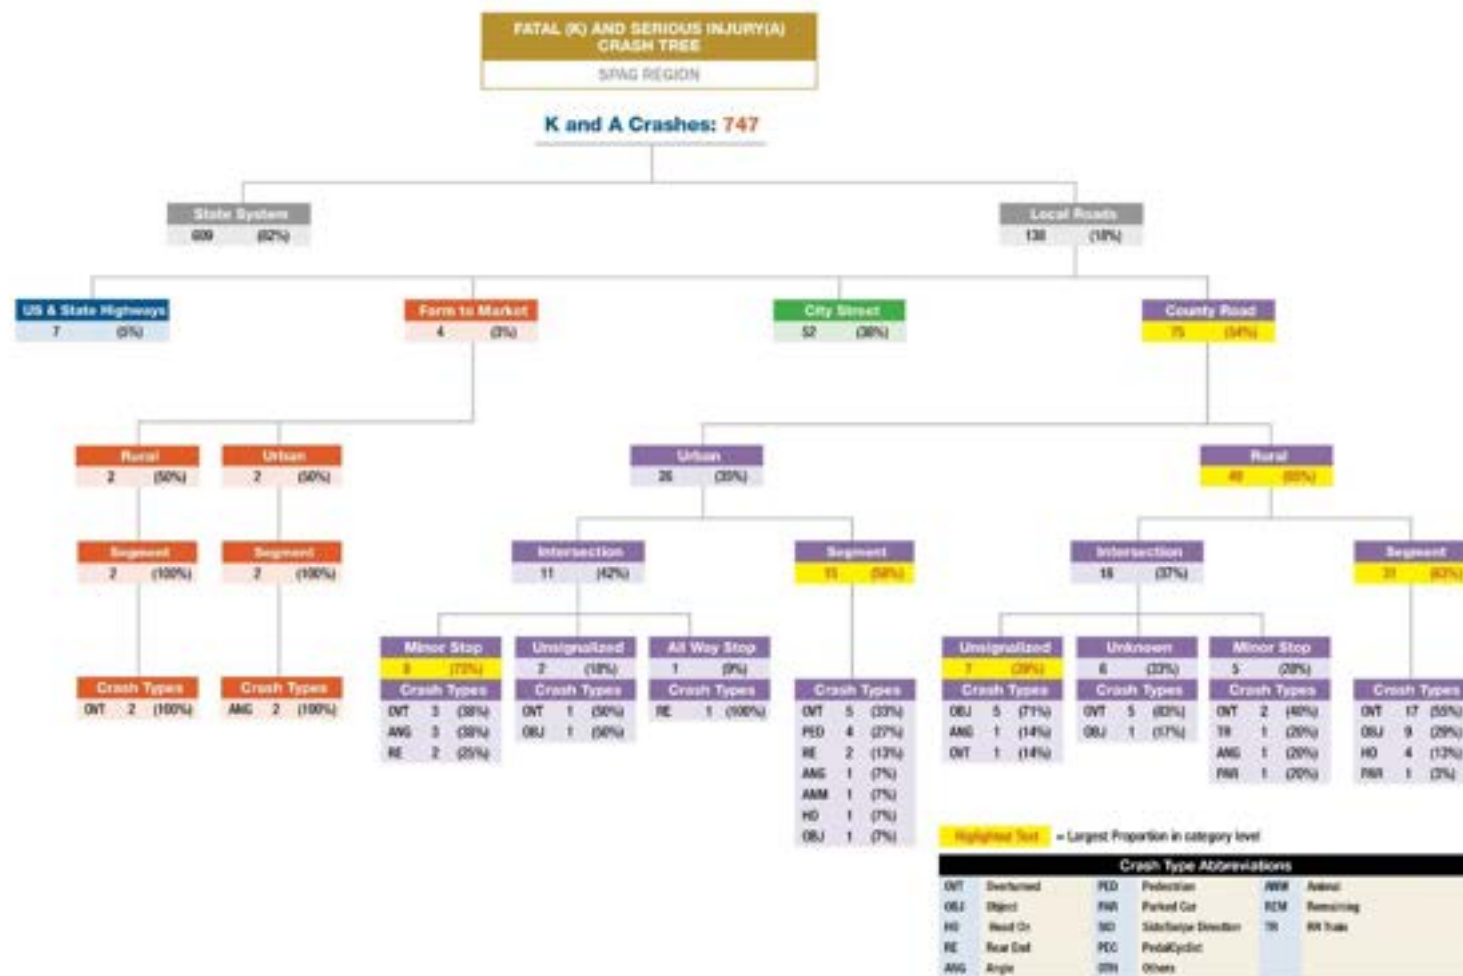 FATAL (K) AND SERIOUS INJURY(A)
CRASH TREE
SPAG REGION
K and A Crashes: 747
State System
609 (82%)
Local Roads
138 (18%)
US & State Highways
7 (5%)
Farm to Market
4 (3%)
City Street
52 (38%)
County Road
75 (54%)
Rural
2 (50%)
Urban
2 (50%)
Urban
26 (35%)
Rural
49 (65%)
Segment
2 (100%)
Segment
2 (100%)
Intersection
11 (42%)
Segment
15 (58%)
Intersection
18 (37%)
Segment
31 (63%)
Crash Types
OVT 2 (100%)
Crash Types
ANG 2 (100%)
Minor Stop
8 (73%)
Crash Types
OVT 3 (38%)
ANG 3 (38%)
RE 2 (25%)
Unsignalized
2 (18%)
Crash Types
OVT 1 (50%)
OBJ 1 (50%)
All Way Stop
1 (9%)
Crash Types
RE 1 (100%)
Crash Types
OVT 5 (33%)
PED 4 (27%)
RE 2 (13%)
ANG 1 (7%)
ANM 1 (7%)
HO 1 (7%)
OBJ 1 (7%)
Unsignalized
7 (39%)
Crash Types
OBJ 5 (71%)
ANG 1 (14%)
OVT 1 (14%)
Unknown
6 (33%)
Crash Types
OVT 5 (83%)
OBJ 1 (17%)
Minor Stop
5 (28%)
Crash Types
OVT 2 (40%)
TR 1 (20%)
ANG 1 (20%)
PAR 1 (20%)
Crash Types
OVT 17 (55%)
OBJ 9 (29%)
HO 4 (13%)
PAR 1 (3%)
Highlighted Text = Largest Proportion in category level
Crash Type Abbreviations
OVT Overturned PED Pedestrian ANM Animal
OBJ Object PAR Parked Car REM Remaining
HO Head On SSD SideSwipe Direction TR RR Train
RE Rear End PEC PedalCyclist
ANG Angle OTH Others